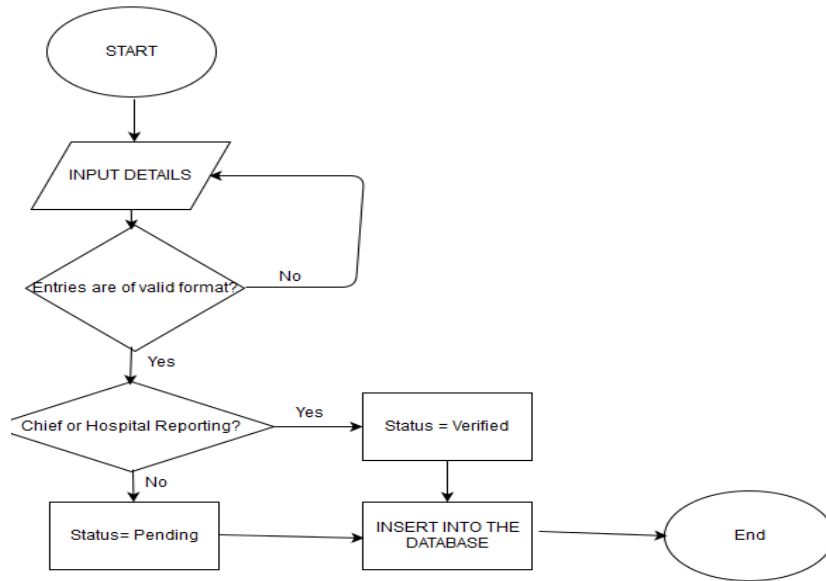 START
INPUT DETAILS
Entries are of valid format?
No
Yes
Chief or Hospital Reporting?
Yes
Status = Verified
No
Status= Pending
INSERT INTO THE
DATABASE
End